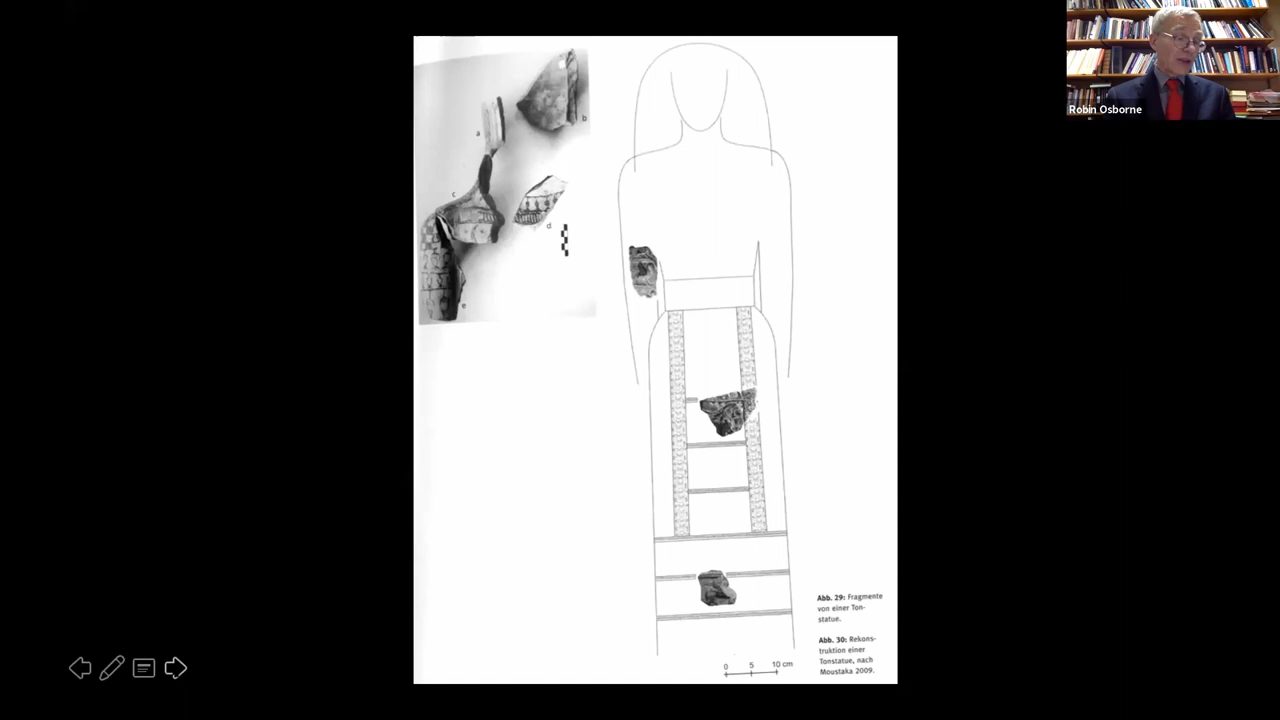 Robin Osborne
a
b
c
d
e
Abb. 29: Fragmente
von einer Ton-
statue.
Abb. 30: Rekons-
truktion einer
Tonstatue, nach
Moustaka 2009.
0 5 10 cm